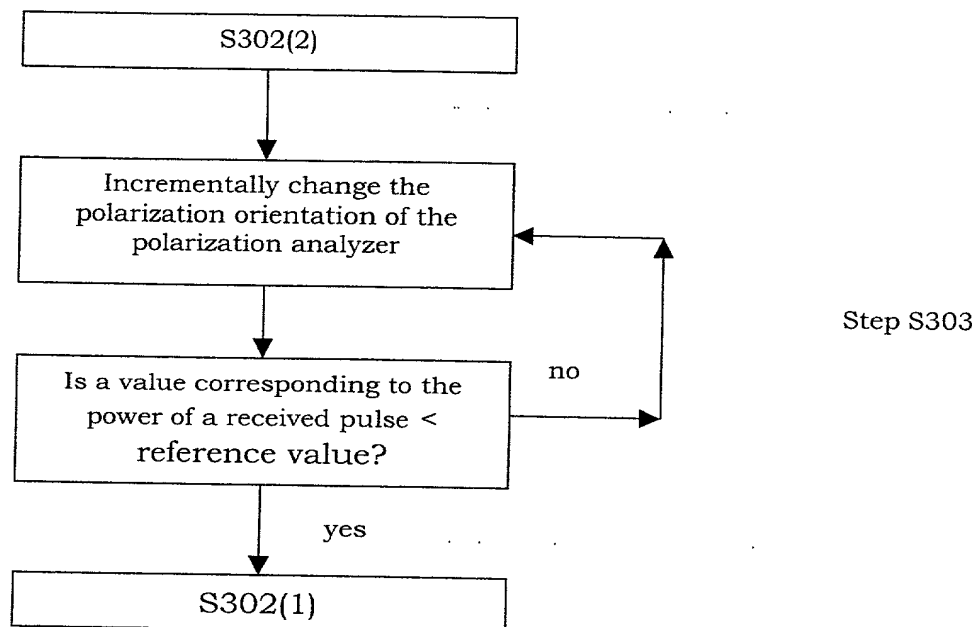 S302(2)
Incrementally change the
polarization orientation of the
polarization analyzer
Step S303
Is a value corresponding to the
power of a received pulse <
reference value?
no
yes
S302(1)